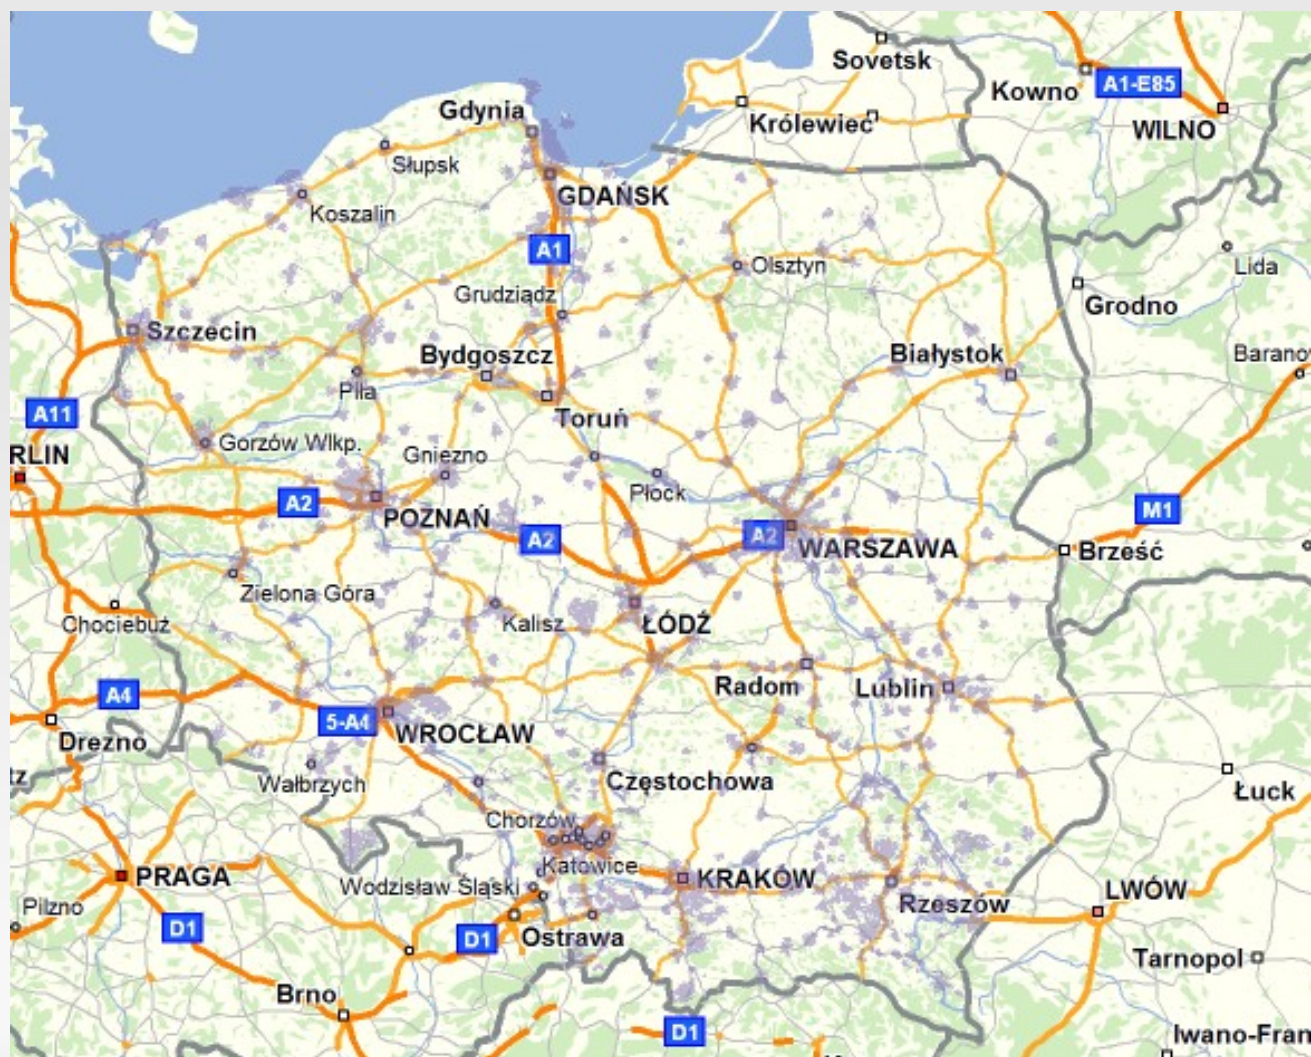 Sovetsk
Kowno
A1-E85
Gdynia
Królewieć
WILNO
Słupsk
GDAŃSK
Koszalin
A1
Olsztyn
Lida
Grudziądz
Grodno
Szczecin
Bydgoszcz
Białystok
Baranow
Piła
A11
Toruń
Gorzów Wlkp.
RLIN
Gniezno
Płock
A2
POZNAŃ
M1
A2
A2
WARSZAWA
Brześć
Zielona Góra
Chociebuż
Kalisz
ŁÓDŹ
A4
Radom
Lublin
5-A4
WROCŁAW
Drezno
tz
Wałbrzych
Częstochowa
Łuck
Chorzów
Katowice
PRAGA
Wodzisław Śląski
KRAKÓW
LWÓW
Pilzno
Rzeszów
D1
D1
Ostrawa
Tarnopol
Brno
D1
Iwano-Fran